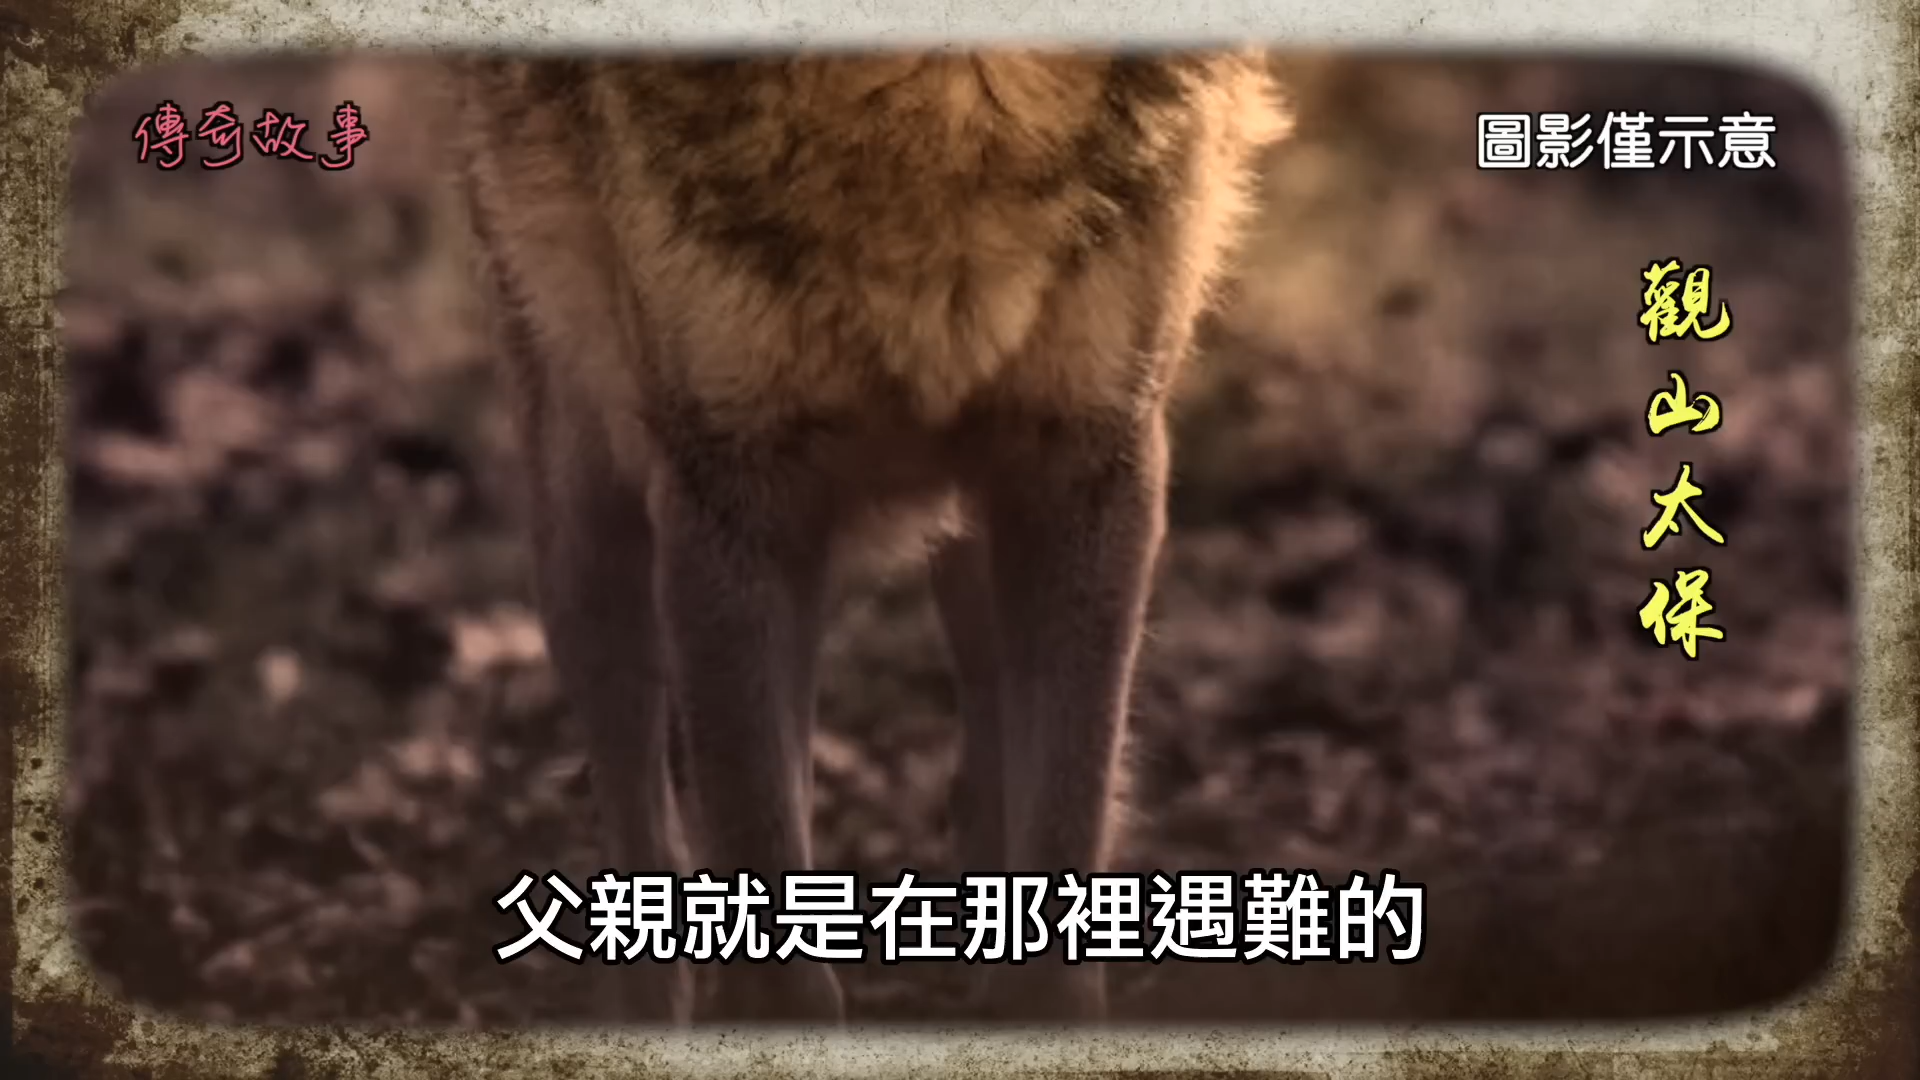 傳奇故事
圖影僅示意
觀山太保
父親就是在那裡遇難的